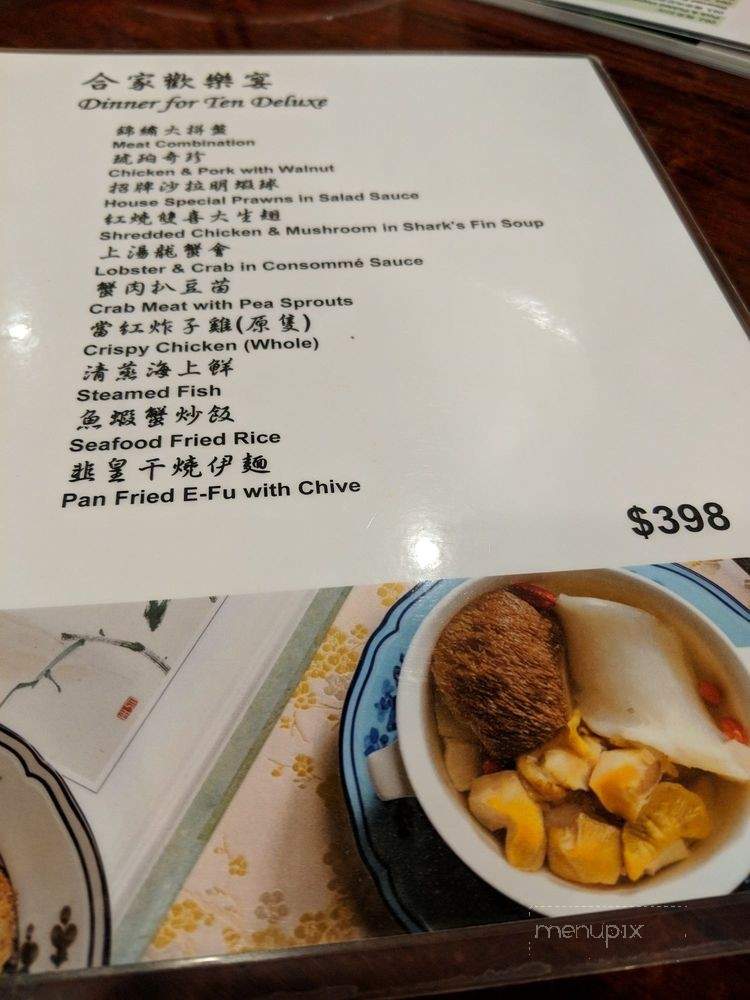 合家歡樂宴
Dinner for Ten Deluxe
錦繡大拼盤
Meat Combination
琥珀奇珍
Chicken & Pork with Walnut
招牌沙拉明蝦球
House Special Prawns in Salad Sauce
紅燒雙喜大生翅
Shredded Chicken & Mushroom in Shark's Fin Soup
上湯龍蟹會
Lobster & Crab in Consommé Sauce
蟹肉扒豆苗
Crab Meat with Pea Sprouts
當紅炸子雞(原隻)
Crispy Chicken (Whole)
清蒸海上鮮
Steamed Fish
魚蝦蟹炒飯
Seafood Fried Rice
韮皇干燒伊麵
Pan Fried E-Fu with Chive
$398
menupix